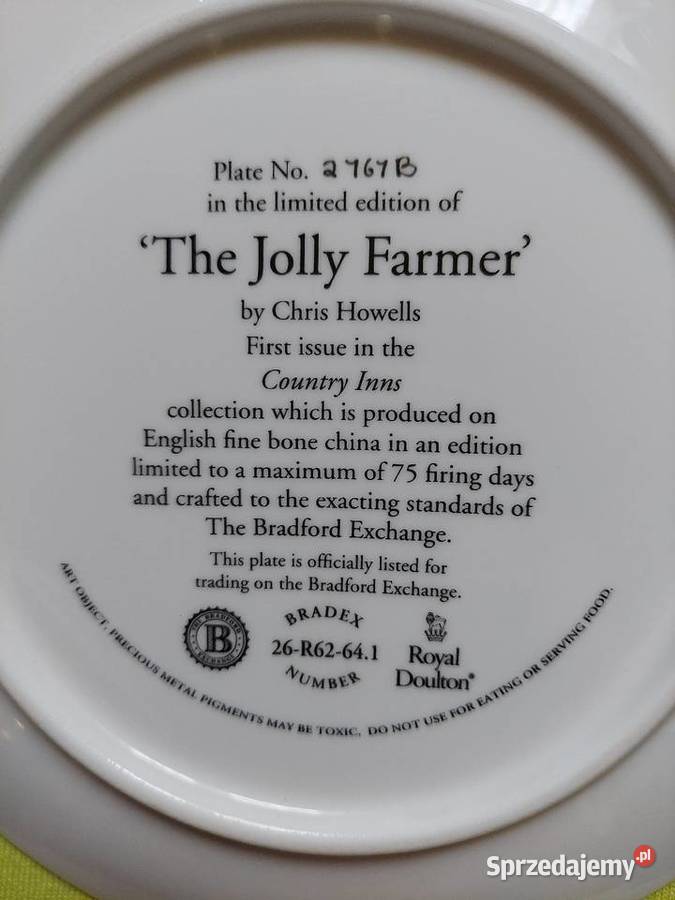 Plate No. 2767B
in the limited edition of
‘The Jolly Farmer’
by Chris Howells
First issue in the
Country Inns
collection which is produced on
English fine bone china in an edition
limited to a maximum of 75 firing days
and crafted to the exacting standards of
The Bradford Exchange.
This plate is officially listed for
trading on the Bradford Exchange.
THE BRADFORD
B
EXCHANGE
BRADEX
26-R62-64.1
NUMBER
Royal
Doulton®
ART OBJECT, PRECIOUS METAL PIGMENTS MAY BE TOXIC. DO NOT USE FOR EATING OR SERVING FOOD.
Sprzedajemy.pl